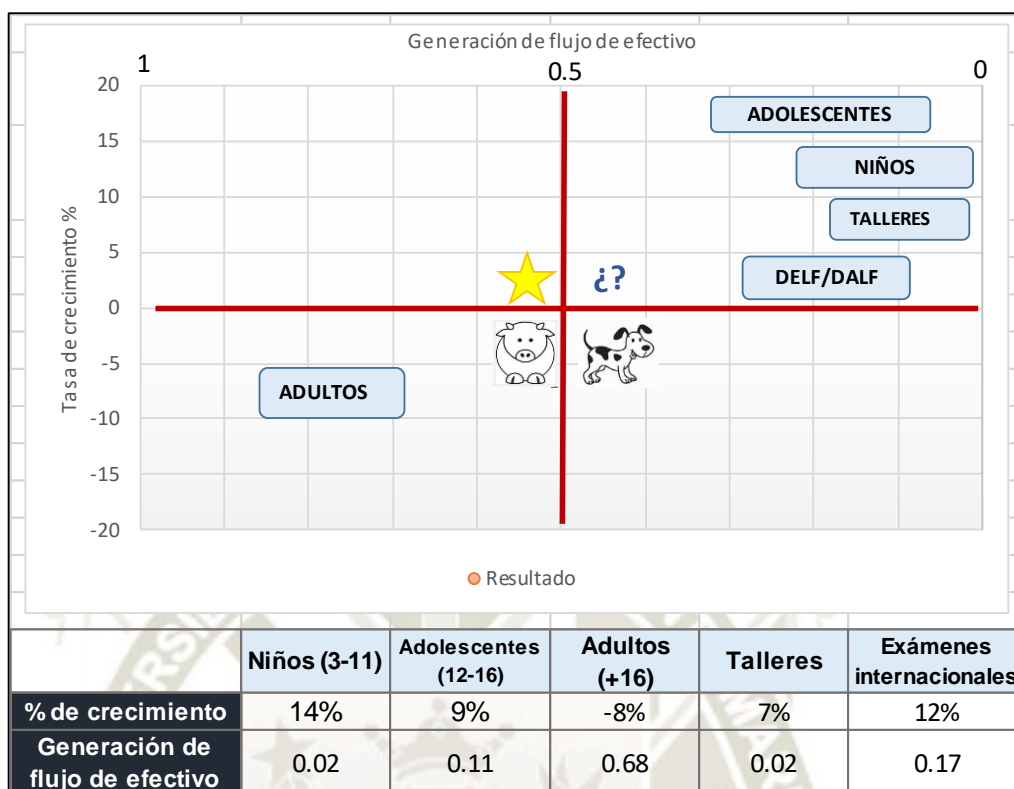 Generación de flujo de efectivo
1 0.5 0
Tasa de crecimiento %
20
15
10
5
0
-5
-10
-15
-20
ADOLESCENTES
NIÑOS
TALLERES
DELF/DALF
¿?
ADULTOS
Resultado
Niños (3-11) Adolescentes (12-16) Adultos (+16) Talleres Exámenes internacionales
% de crecimiento 14% 9% -8% 7% 12%
Generación de flujo de efectivo 0.02 0.11 0.68 0.02 0.17